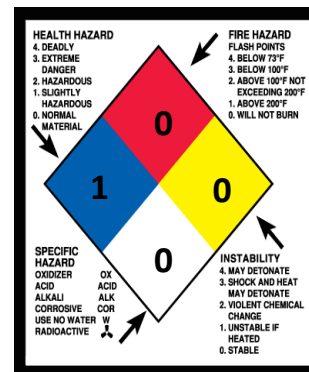 HEALTH HAZARD
4. DEADLY
3. EXTREME
DANGER
2. HAZARDOUS
1. SLIGHTLY
HAZARDOUS
0. NORMAL
MATERIAL
FIRE HAZARD
FLASH POINTS
4. BELOW 73°F
3. BELOW 100°F
2. ABOVE 100°F NOT
EXCEEDING 200°F
1. ABOVE 200°F
0. WILL NOT BURN
0
1
0
0
SPECIFIC
HAZARD
OXIDIZER OX
ACID ACID
ALKALI ALK
CORROSIVE COR
USE NO WATER W
RADIOACTIVE
INSTABILITY
4. MAY DETONATE
3. SHOCK AND HEAT
MAY DETONATE
2. VIOLENT CHEMICAL
CHANGE
1. UNSTABLE IF
HEATED
0. STABLE